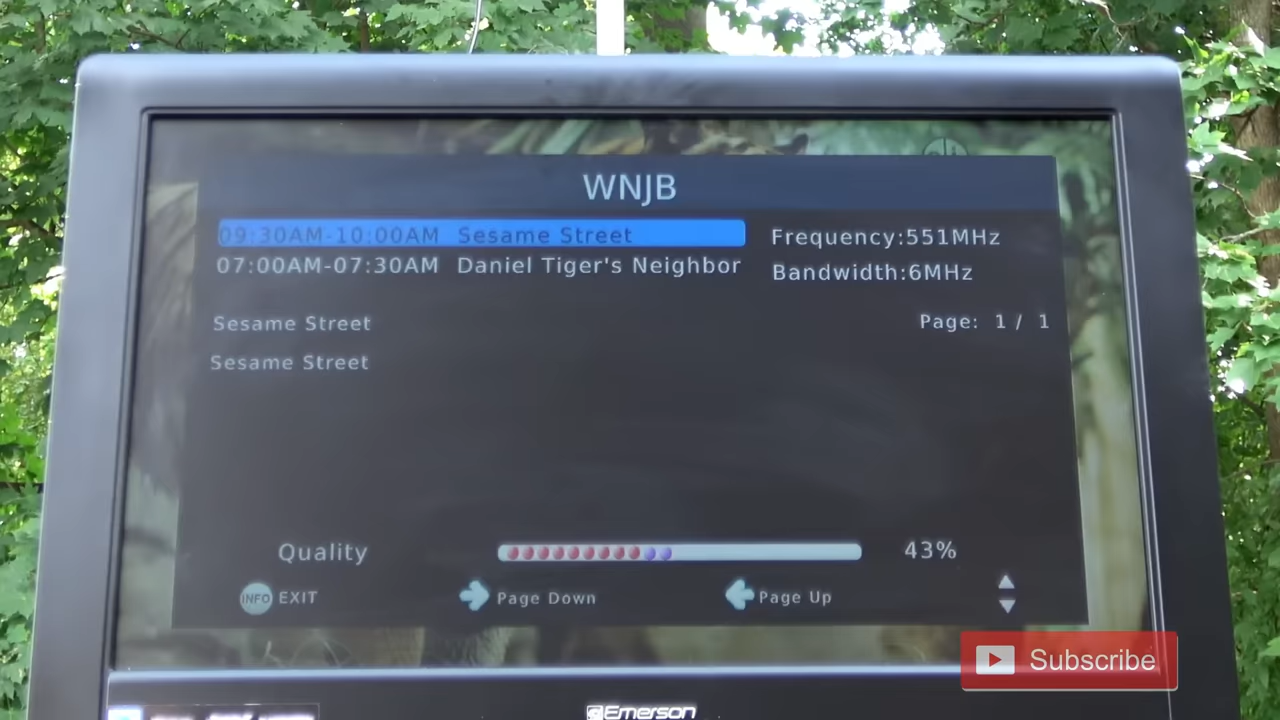 WNJB
09:30AM-10:00AM Sesame Street
07:00AM-07:30AM Daniel Tiger's Neighbor
Frequency:551MHz
Bandwidth:6MHz
Page: 1 / 1
Sesame Street
Sesame Street
Quality 43%
INFO EXIT Page Down Page Up
Subscribe
Emerson